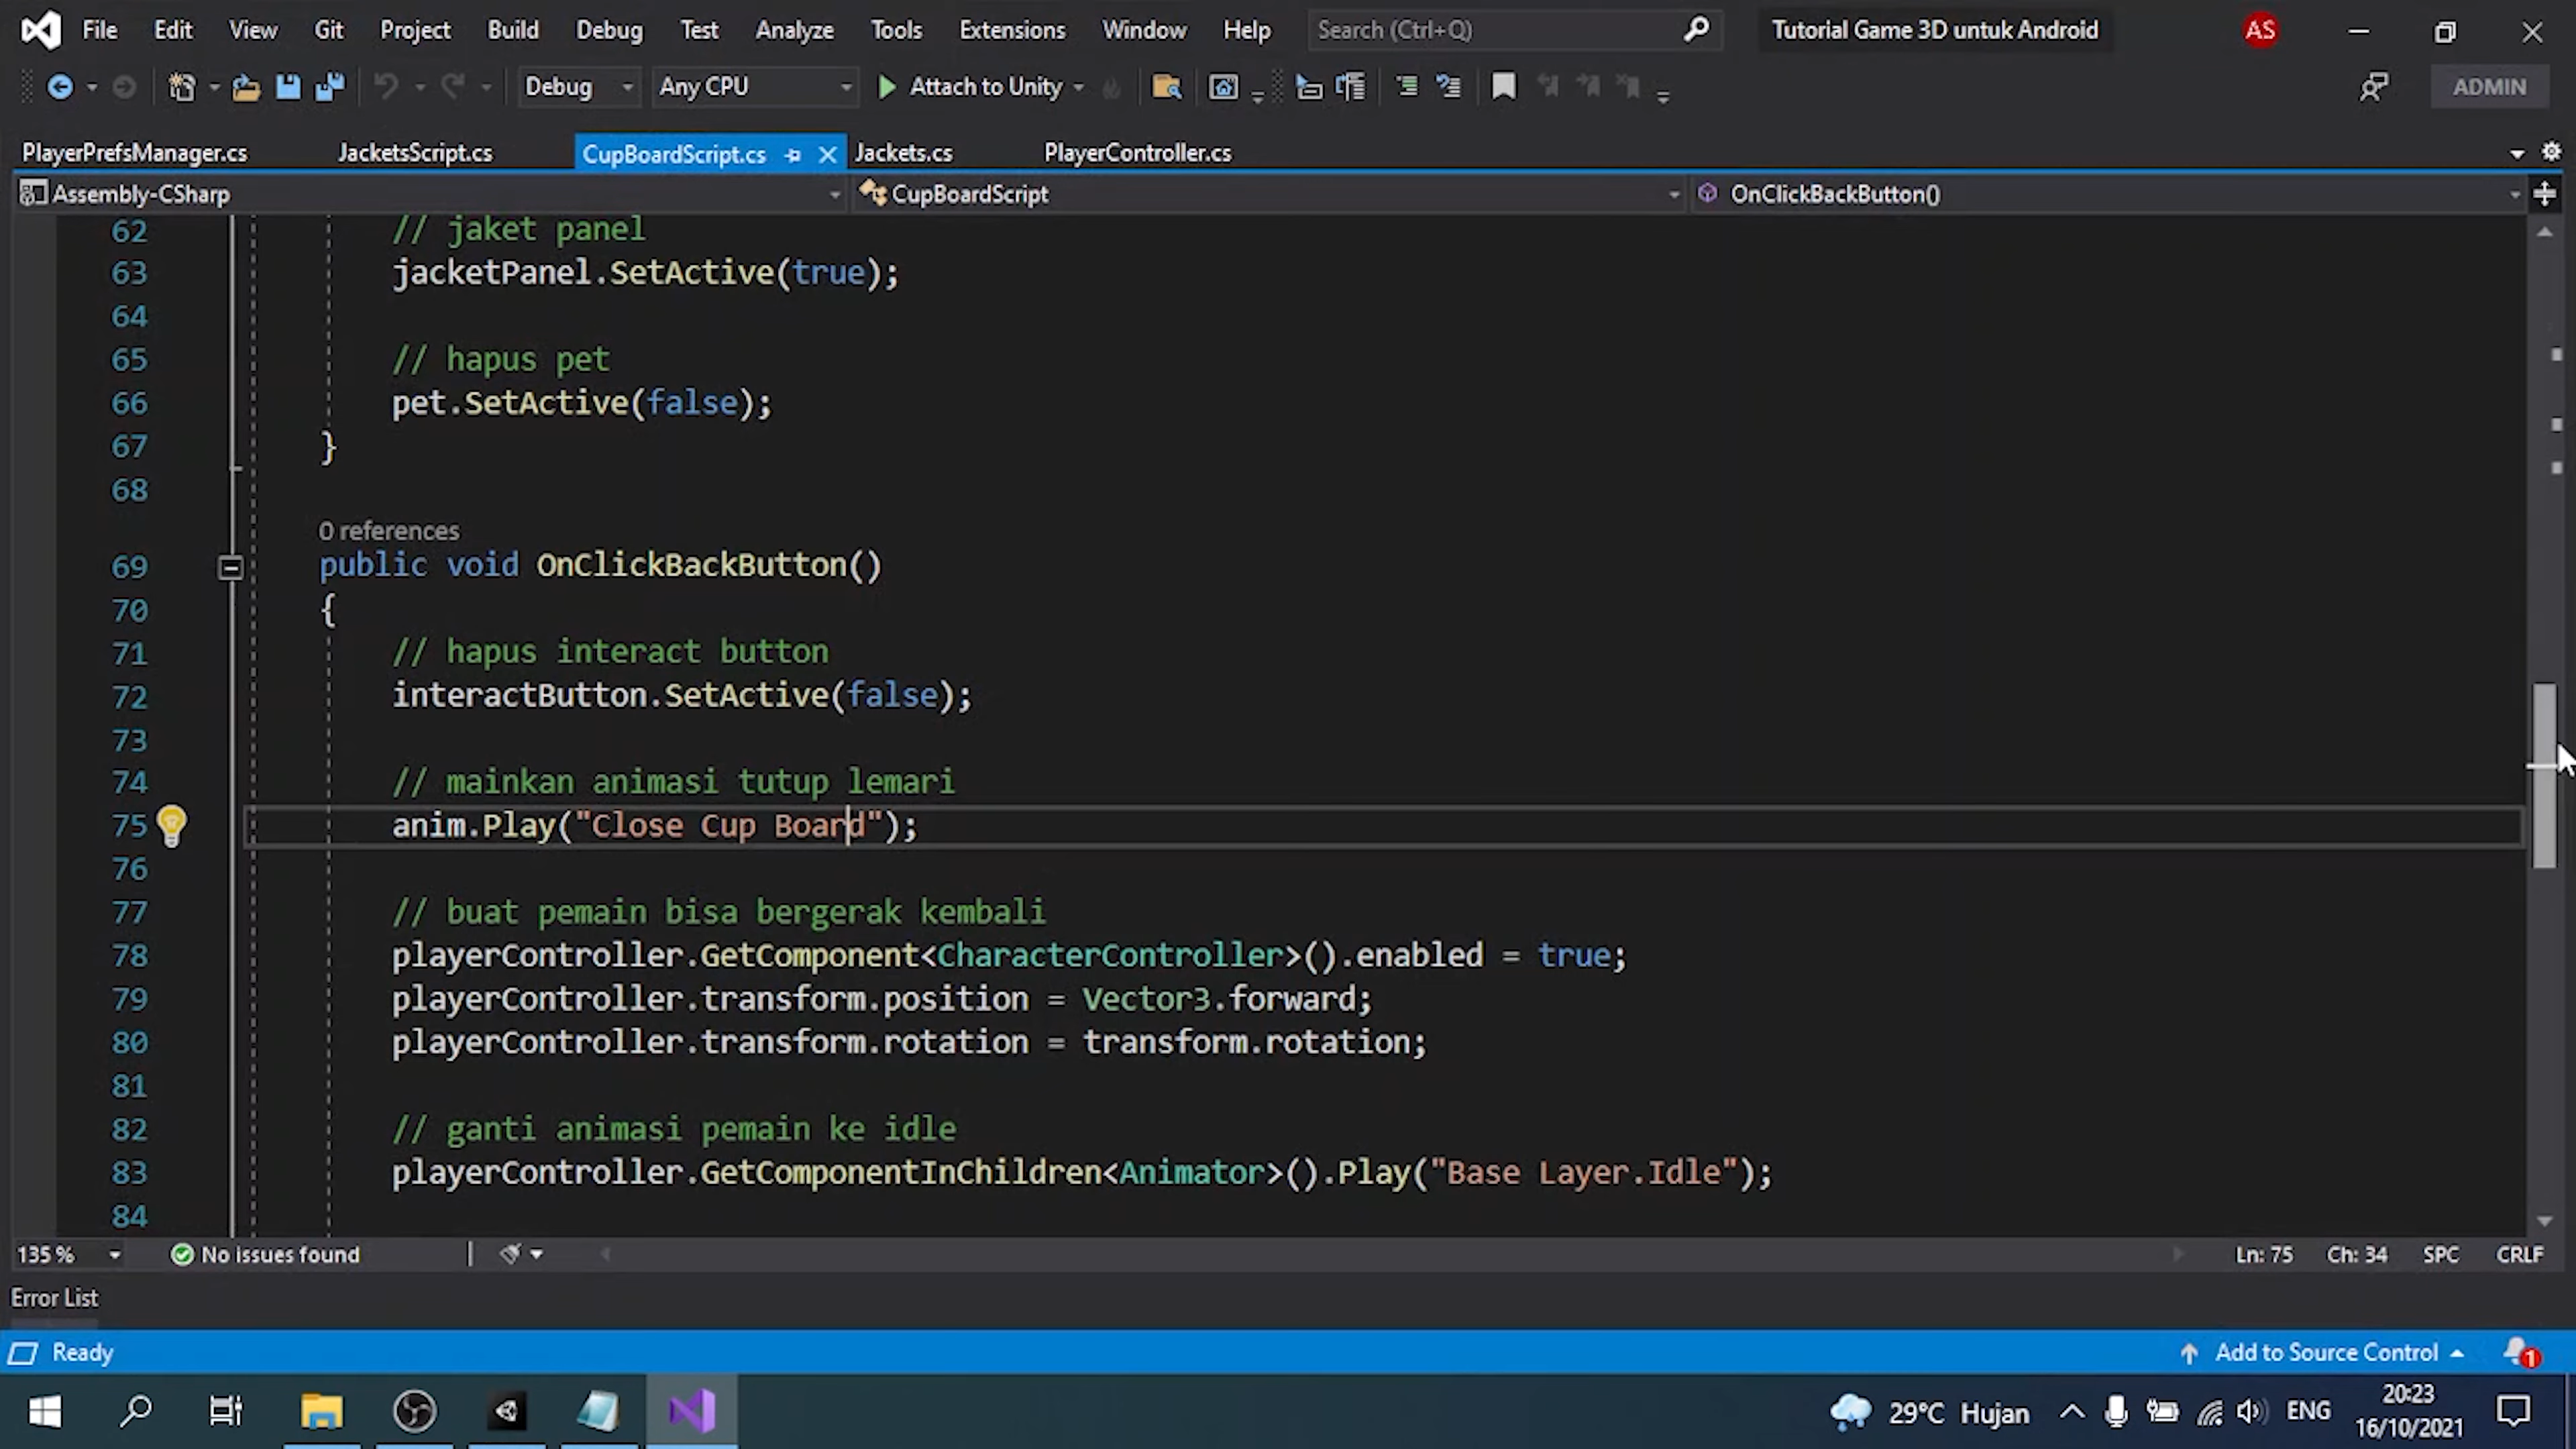 File Edit View Git Project Build Debug Test Analyze Tools Extensions Window Help Search (Ctrl+Q) Tutorial Game 3D untuk Android AS
Debug Any CPU Attach to Unity ADMIN
PlayerPrefsManager.cs JacketsScript.cs CupBoardScript.cs Jackets.cs PlayerController.cs
Assembly-CSharp CupBoardScript OnClickBackButton()
62 // jaket panel
63 jacketPanel.SetActive(true);
64
65 // hapus pet
66 pet.SetActive(false);
67 }
68
0 references
69 public void OnClickBackButton()
70 {
71 // hapus interact button
72 interactButton.SetActive(false);
73
74 // mainkan animasi tutup lemari
75 anim.Play("Close Cup Board");
76
77 // buat pemain bisa bergerak kembali
78 playerController.GetComponent<CharacterController>().enabled = true;
79 playerController.transform.position = Vector3.forward;
80 playerController.transform.rotation = transform.rotation;
81
82 // ganti animasi pemain ke idle
83 playerController.GetComponentInChildren<Animator>().Play("Base Layer.Idle");
84
135 % No issues found Ln: 75 Ch: 34 SPC CRLF
Error List
Ready Add to Source Control 1
29°C Hujan ENG 20:23
16/10/2021